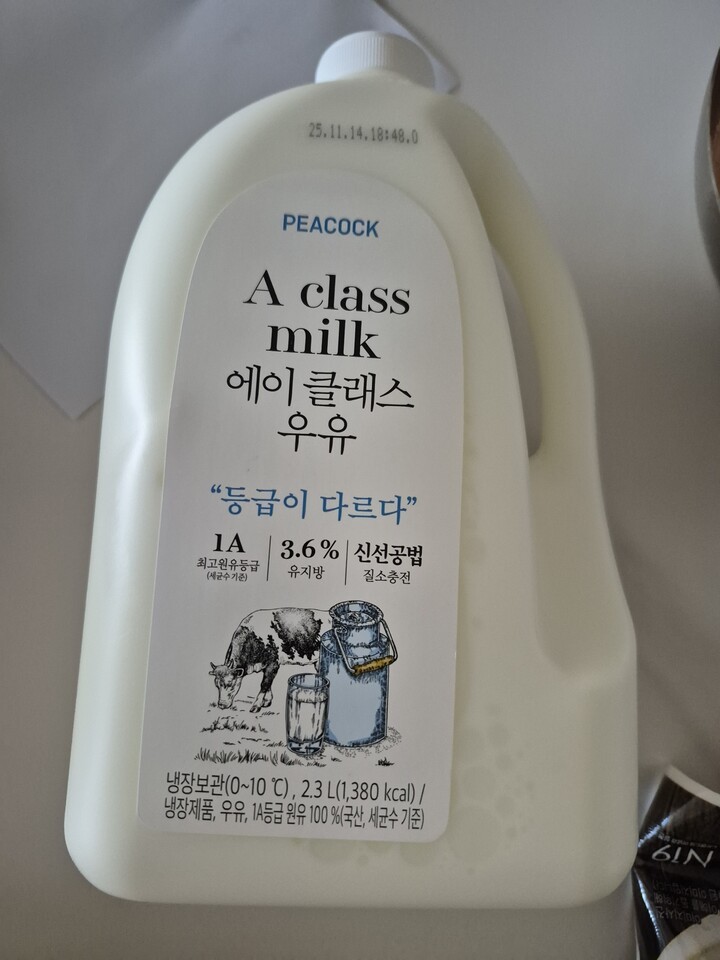 25.11.14.18:48.0
PEACOCK
A class
milk
에이 클래스
우유
“등급이 다르다”
1A
최고원유등급
(세균수 기준)
3.6 %
유지방
신선공법
질소충전
냉장보관(0~10 ℃) , 2.3 L(1,380 kcal) /
냉장제품, 우유, 1A등급 원유 100 %(국산, 세균수 기준)